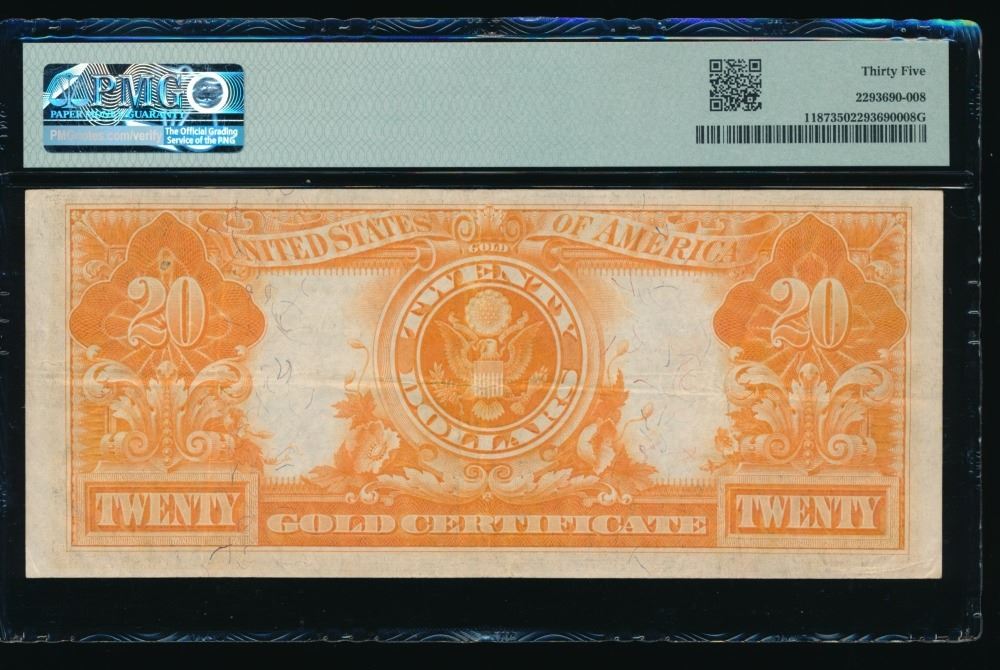 PMG
PAPER MONEY GUARANTY
PMGnotes.com/verify
The Official Grading
Service of the PNG
Thirty Five
2293690-008
11873502293690008G
UNITED STATES OF AMERICA
GOLD
20
TWENTY
DOLLARS
20
TWENTY
GOLD CERTIFICATE
TWENTY